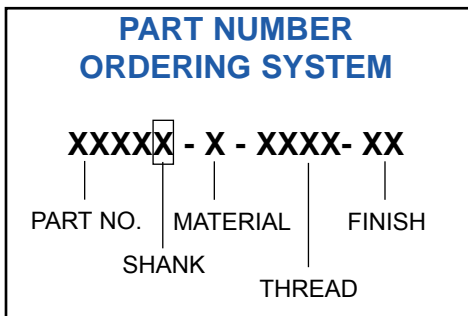 PART NUMBER
ORDERING SYSTEM
XXXXX - X - XXXX- XX
PART NO. MATERIAL FINISH
SHANK
THREAD